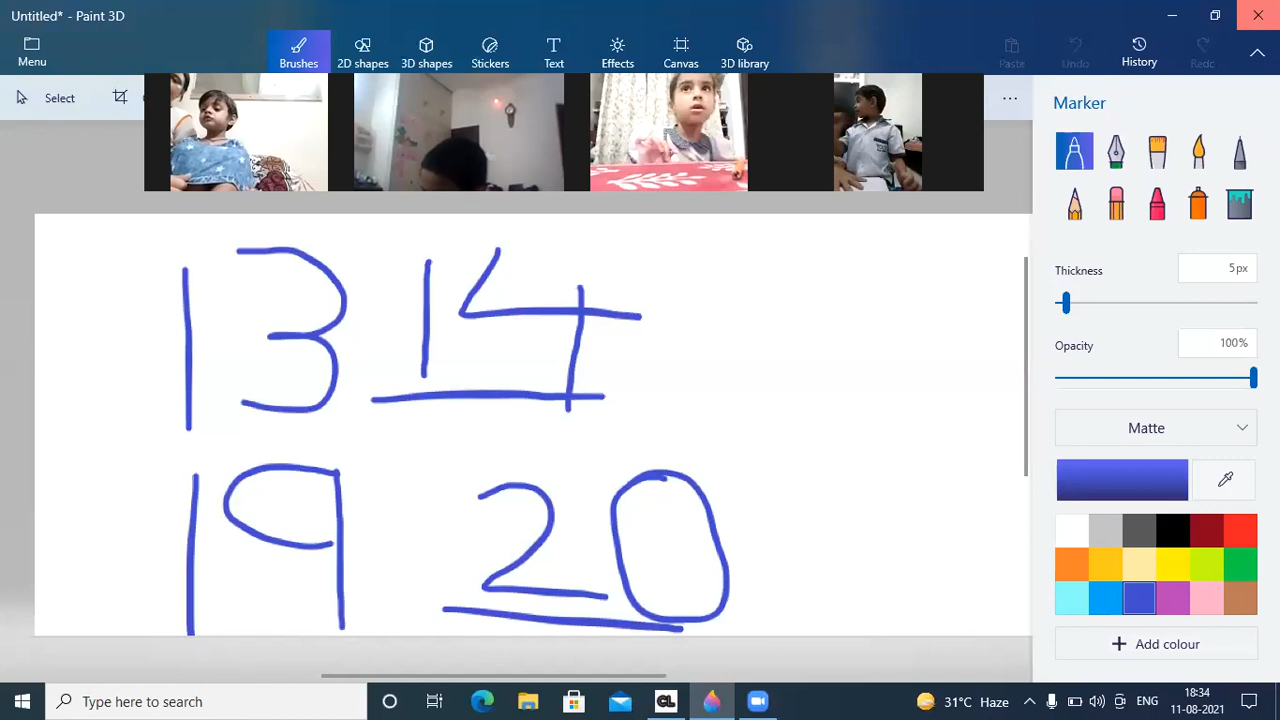 Untitled* - Paint 3D
Menu
Brushes
2D shapes
3D shapes
Stickers
Text
Effects
Canvas
3D library
Paste
Undo
History
Redo
Select
Marker
Thickness
5px
Opacity
100%
Matte
Add colour
13 14
19 20
Type here to search
CL
31°C Haze
ENG
18:34
11-08-2021